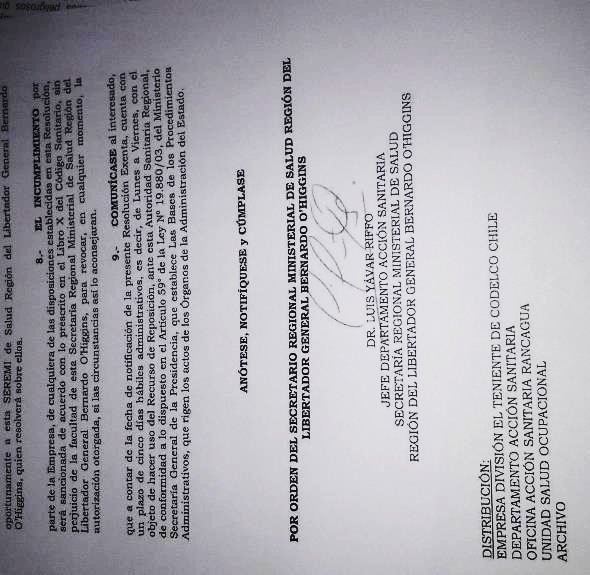 oportunamente a esta SEREMI de Salud Región del Libertador General Bernardo
O'Higgins, quien resolverá sobre ellos.
8.- EL INCUMPLIMIENTO por
parte de la Empresa, de cualquiera de las disposiciones establecidas en esta Resolución,
será sancionada de acuerdo con lo prescrito en el Libro X del Código Sanitario, sin
perjuicio de la facultad de esta Secretaría Regional Ministerial de Salud Región del
Libertador General Bernardo O'Higgins, para revocar, en cualquier momento, la
autorización otorgada, si las circunstancias así lo aconsejaran.
9.- COMUNÍCASE al interesado,
que a contar de la fecha de notificación de la presente Resolución Exenta, cuenta con
un plazo de cinco días hábiles administrativos, es decir, de Lunes a Viernes, con el
objeto de hacer uso del Recurso de Reposición, ante esta Autoridad Sanitaria Regional,
de conformidad a lo dispuesto en el Artículo 59° de la Ley N° 19.880/03, del Ministerio
Secretaría General de la Presidencia, que establece Las Bases de los Procedimientos
Administrativos, que rigen los actos de los Órganos de la Administración del Estado.
ANÓTESE, NOTIFÍQUESE y CÚMPLASE
POR ORDEN DEL SECRETARIO REGIONAL MINISTERIAL DE SALUD REGIÓN DEL
LIBERTADOR GENERAL BERNARDO O'HIGGINS
DR. LUIS YAVAR RIFFO
JEFE DEPARTAMENTO ACCIÓN SANITARIA
SECRETARÍA REGIONAL MINISTERIAL DE SALUD
REGIÓN DEL LIBERTADOR GENERAL BERNARDO O'HIGGINS
DISTRIBUCIÓN:
EMPRESA DIVISIÓN EL TENIENTE DE CODELCO CHILE
DEPARTAMENTO ACCIÓN SANITARIA
OFICINA ACCIÓN SANITARIA RANCAGUA
UNIDAD SALUD OCUPACIONAL
ARCHIVO